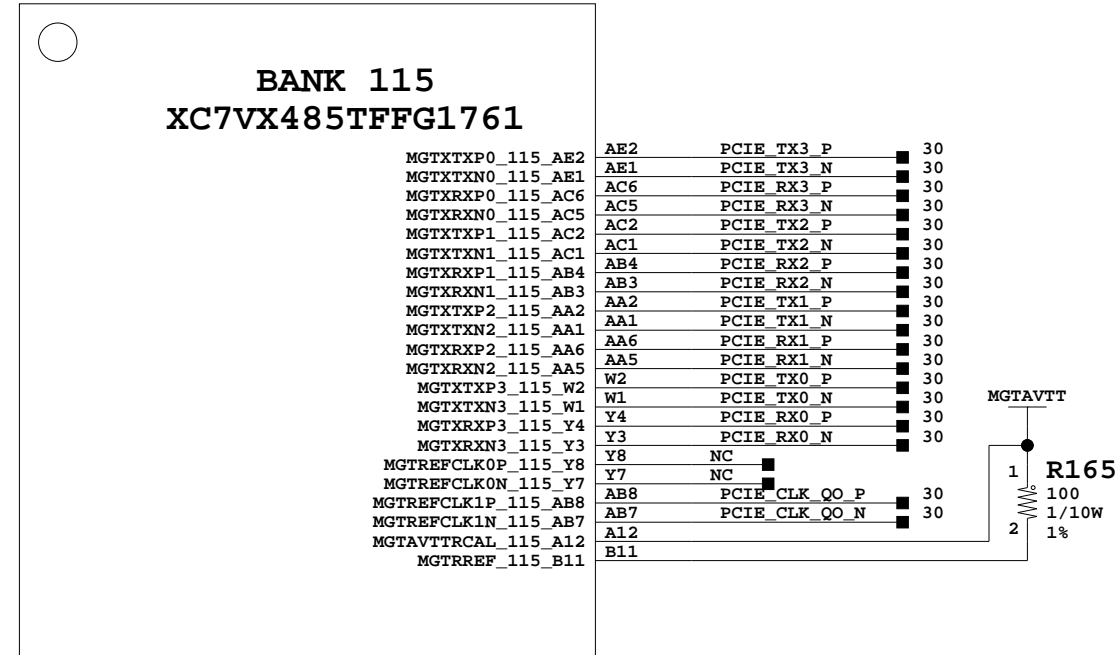 BANK 115
XC7VX485TFFG1761
MGTXTXP0_115_AE2 AE2 PCIE_TX3_P 30
MGTXTXN0_115_AE1 AE1 PCIE_TX3_N 30
MGTXRXP0_115_AC6 AC6 PCIE_RX3_P 30
MGTXRXN0_115_AC5 AC5 PCIE_RX3_N 30
MGTXTXP1_115_AC2 AC2 PCIE_TX2_P 30
MGTXTXN1_115_AC1 AC1 PCIE_TX2_N 30
MGTXRXP1_115_AB4 AB4 PCIE_RX2_P 30
MGTXRXN1_115_AB3 AB3 PCIE_RX2_N 30
MGTXTXP2_115_AA2 AA2 PCIE_TX1_P 30
MGTXTXN2_115_AA1 AA1 PCIE_TX1_N 30
MGTXRXP2_115_AA6 AA6 PCIE_RX1_P 30
MGTXRXN2_115_AA5 AA5 PCIE_RX1_N 30
MGTXTXP3_115_W2 W2 PCIE_TX0_P 30
MGTXTXN3_115_W1 W1 PCIE_TX0_N 30
MGTXRXP3_115_Y4 Y4 PCIE_RX0_P 30
MGTXRXN3_115_Y3 Y3 PCIE_RX0_N 30
MGTREFCLK0P_115_Y8 Y8 NC
MGTREFCLK0N_115_Y7 Y7 NC
MGTREFCLK1P_115_AB8 AB8 PCIE_CLK_QO_P 30
MGTREFCLK1N_115_AB7 AB7 PCIE_CLK_QO_N 30
MGTAVTTRCAL_115_A12 A12
MGTRREF_115_B11 B11
MGTAVTT
1 R165
100
1/10W
2 1%